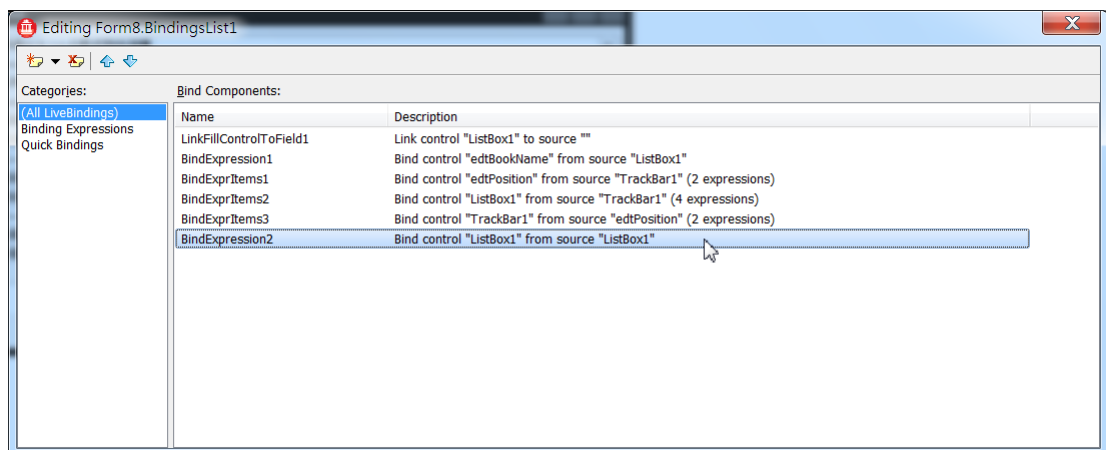 Editing Form8.BindingsList1
X
Categories:
Bind Components:
(All LiveBindings)
Binding Expressions
Quick Bindings
Name Description
LinkFillControlToField1 Link control "ListBox1" to source ""
BindExpression1 Bind control "edtBookName" from source "ListBox1"
BindExprItems1 Bind control "edtPosition" from source "TrackBar1" (2 expressions)
BindExprItems2 Bind control "ListBox1" from source "TrackBar1" (4 expressions)
BindExprItems3 Bind control "TrackBar1" from source "edtPosition" (2 expressions)
BindExpression2 Bind control "ListBox1" from source "ListBox1"